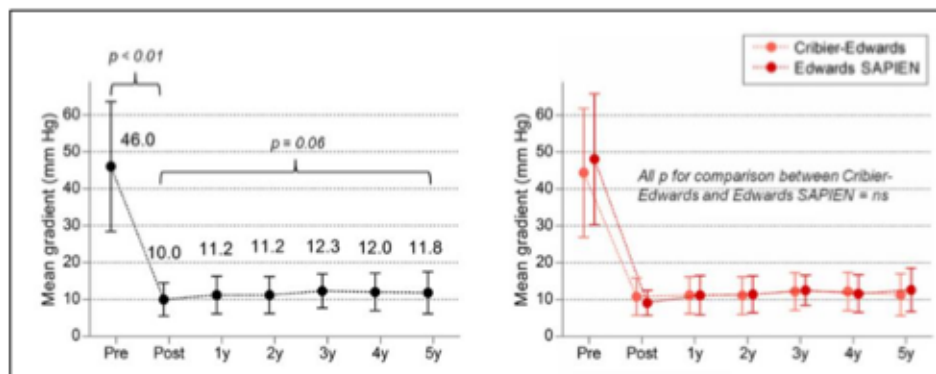 p < 0.01
Mean gradient (mm Hg)
60
50
40
30
20
10
0
46.0
p = 0.06
10.0
11.2
11.2
12.3
12.0
11.8
Pre
Post
1y
2y
3y
4y
5y
Cribier-Edwards
Edwards SAPIEN
Mean gradient (mm Hg)
60
50
40
30
20
10
0
All p for comparison between Cribier-
Edwards and Edwards SAPIEN = ns
Pre
Post
1y
2y
3y
4y
5y